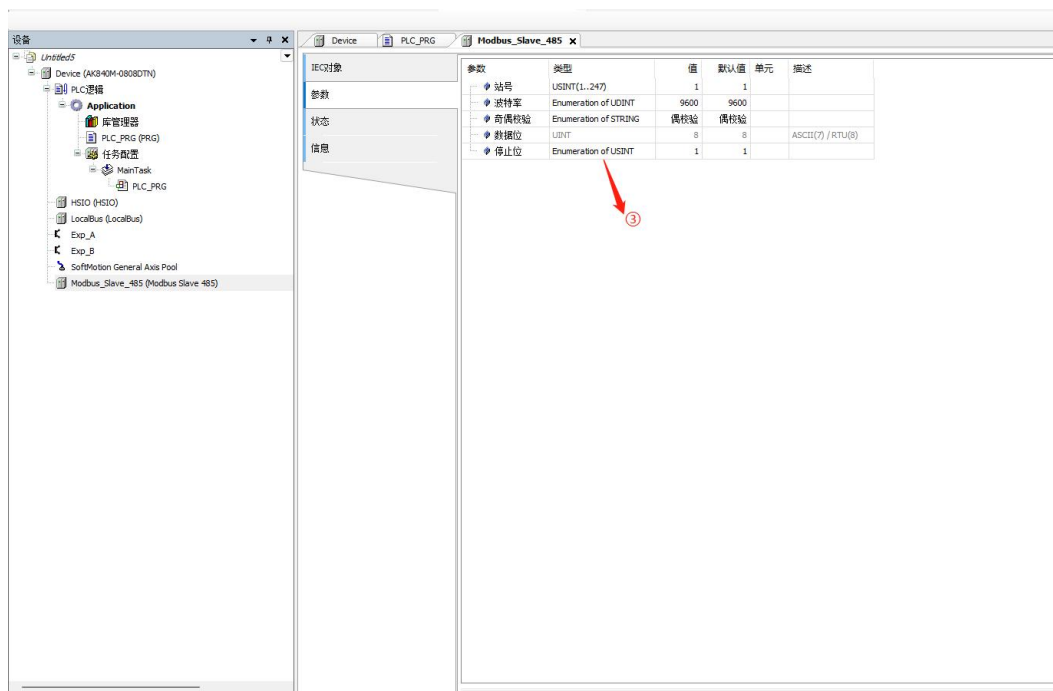 设备
Untitled5
Device (AK840M-0808DTN)
PLC逻辑
Application
库管理器
PLC_PRG (PRG)
任务配置
MainTask
PLC_PRG
HSIO (HSIO)
LocalBus (LocalBus)
Exp_A
Exp_B
SoftMotion General Axis Pool
Modbus_Slave_485 (Modbus Slave 485)
Device PLC_PRG Modbus_Slave_485
IEC对象
参数
状态
信息
参数 类型 值 默认值 单元 描述
站号 USINT(1..247) 1 1
波特率 Enumeration of UDINT 9600 9600
奇偶校验 Enumeration of STRING 偶校验 偶校验
数据位 UINT 8 8 ASCII(7) / RTU(8)
停止位 Enumeration of USINT 1 1
③